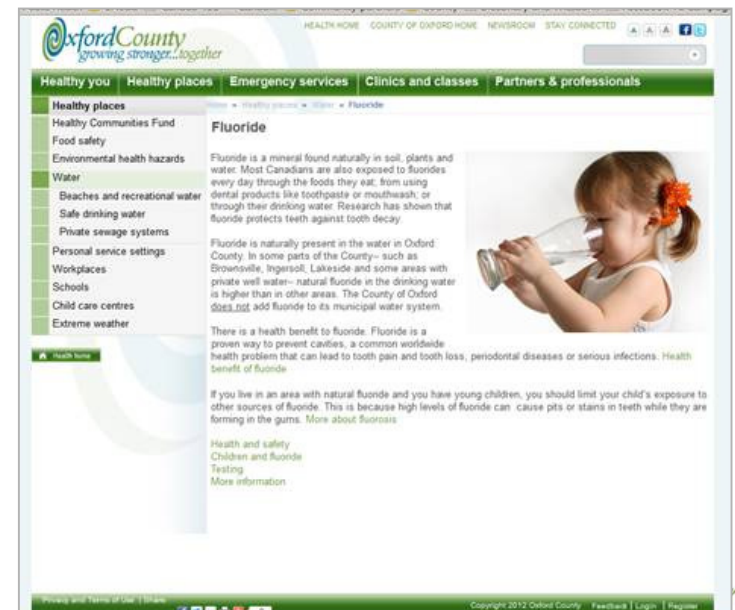 HEALTH HOME COUNTY OF OXFORD HOME NEWSROOM STAY CONNECTED A A A
OxfordCounty
growing stronger...together
Healthy you Healthy places Emergency services Clinics and classes Partners & professionals
Healthy places
Healthy Communities Fund
Food safety
Environmental health hazards
Water
Beaches and recreational water
Safe drinking water
Private sewage systems
Personal service settings
Workplaces
Schools
Child care centres
Extreme weather
Health home
Home » Healthy places » Water » Fluoride
Fluoride
Fluoride is a mineral found naturally in soil, plants and
water. Most Canadians are also exposed to fluorides
every day through the foods they eat; from using
dental products like toothpaste or mouthwash; or
through their drinking water. Research has shown that
fluoride protects teeth against tooth decay.
Fluoride is naturally present in the water in Oxford
County. In some parts of the County– such as
Brownsville, Ingersoll, Lakeside and some areas with
private well water– natural fluoride in the drinking water
is higher than in other areas. The County of Oxford
does not add fluoride to its municipal water system.
There is a health benefit to fluoride. Fluoride is a
proven way to prevent cavities, a common worldwide
health problem that can lead to tooth pain and tooth loss, periodontal diseases or serious infections. Health
benefit of fluoride
If you live in an area with natural fluoride and you have young children, you should limit your child's exposure to
other sources of fluoride. This is because high levels of fluoride can cause pits or stains in teeth while they are
forming in the gums. More about fluorosis
Health and safety
Children and fluoride
Testing
More information
Privacy and Terms of Use | Share
Copyright 2012 Oxford County Feedback | Login | Register